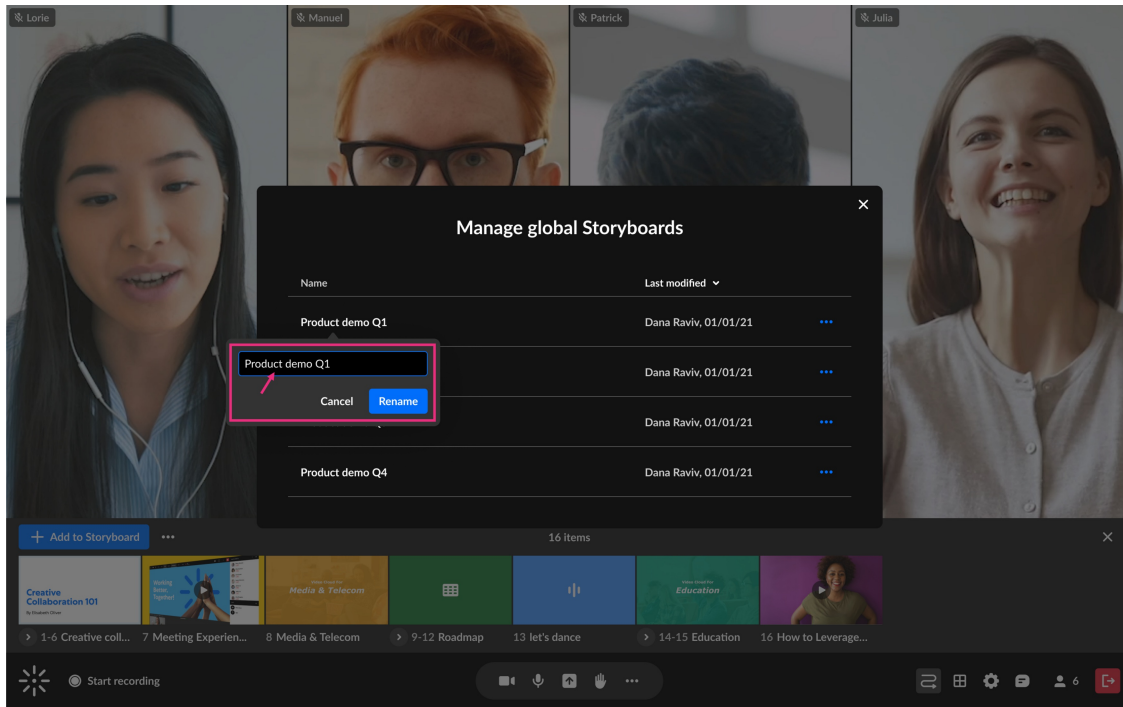 Lorie
Manuel
Patrick
Julia
Manage global Storyboards
Name
Last modified
Product demo Q1
Dana Raviv, 01/01/21
Product demo Q1
Dana Raviv, 01/01/21
Cancel
Rename
Dana Raviv, 01/01/21
Product demo Q4
Dana Raviv, 01/01/21
Add to Storyboard
16 items
Creative
Collaboration 101
Working
Better,
Together!
Media & Telecom
Education
1-6 Creative coll...
7 Meeting Experien...
8 Media & Telecom
9-12 Roadmap
13 let's dance
14-15 Education
16 How to Leverage...
Start recording
6